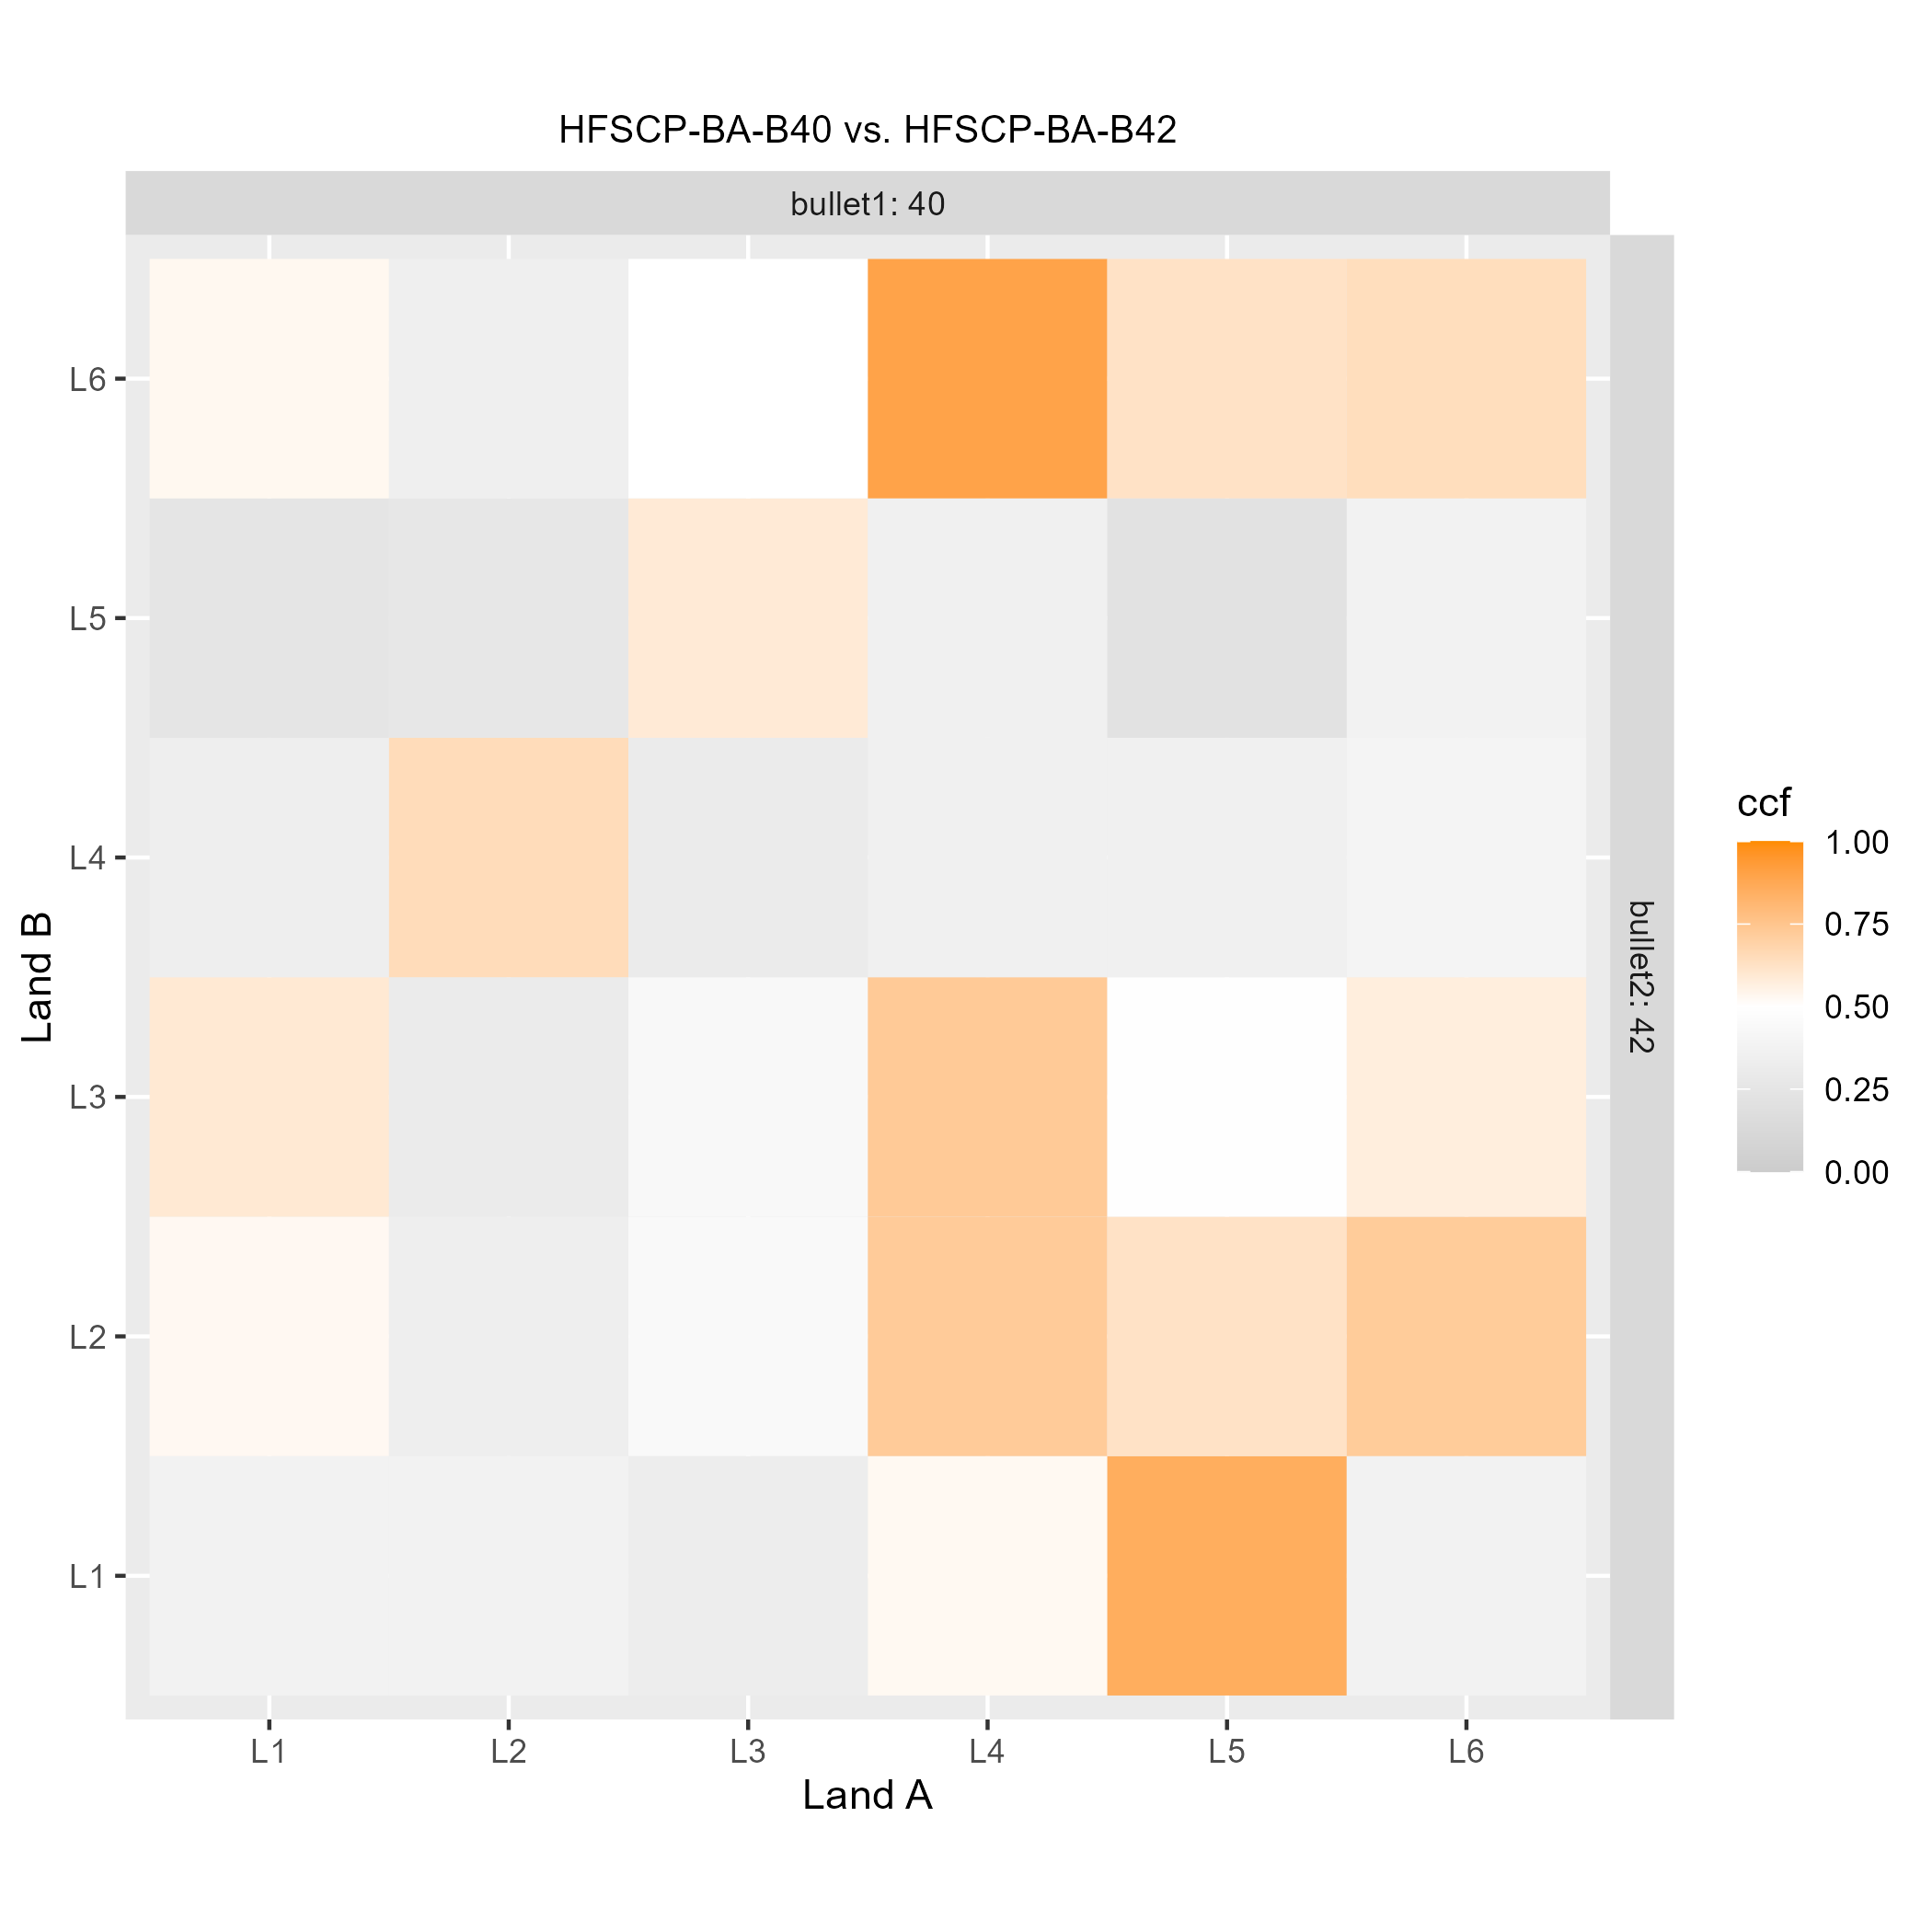 HFSCP-BA-B40 vs. HFSCP-BA-B42
bullet1: 40
L6
L5
L4
L3
L2
L1
Land B
bullet2: 42
ccf
1.00
0.75
0.50
0.25
0.00
L1 L2 L3 L4 L5 L6
Land A